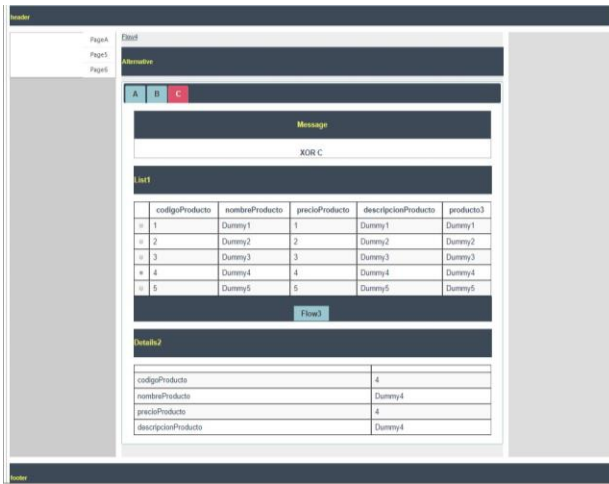 header
PageA
Page5
Page6
Flow4
Alternative
A B C
Message
XOR C
List1
codigoProducto nombreProducto precioProducto descripcionProducto producto3
1 Dummy1 1 Dummy1 Dummy1
2 Dummy2 2 Dummy2 Dummy2
3 Dummy3 3 Dummy3 Dummy3
4 Dummy4 4 Dummy4 Dummy4
5 Dummy5 5 Dummy5 Dummy5
Flow3
Details2
codigoProducto 4
nombreProducto Dummy4
precioProducto 4
descripcionProducto Dummy4
footer